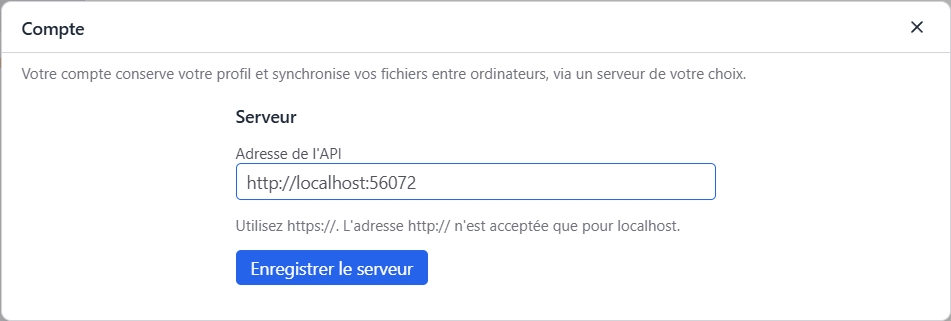 Compte
Votre compte conserve votre profil et synchronise vos fichiers entre ordinateurs, via un serveur de votre choix.
Serveur
Adresse de l'API
http://localhost:56072
Utilisez https://. L'adresse http:// n'est acceptée que pour localhost.
Enregistrer le serveur